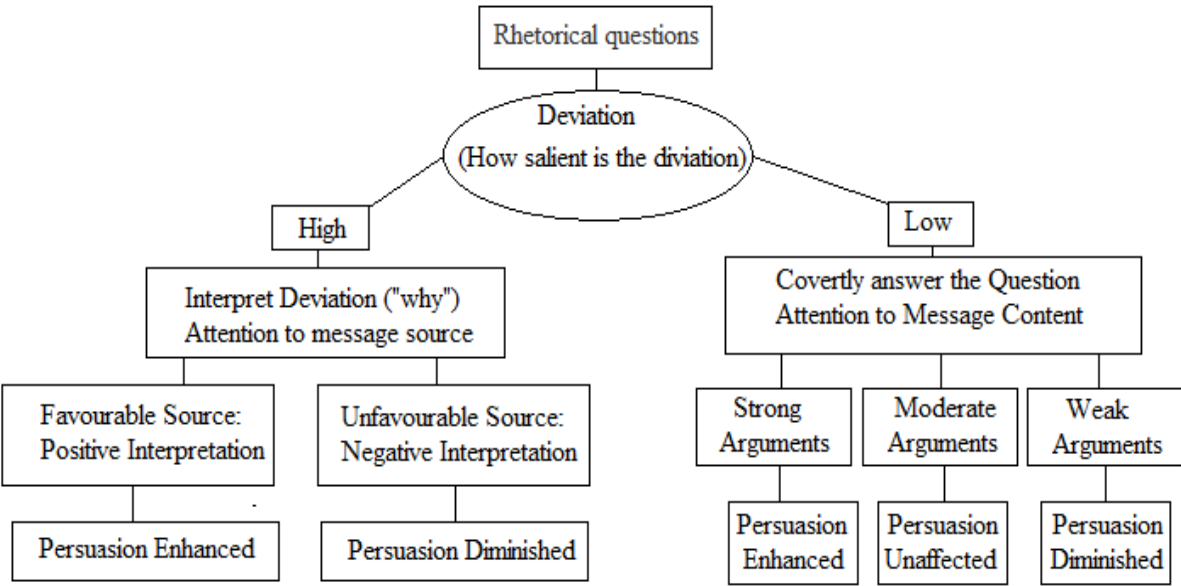 Rhetorical questions
Deviation
(How salient is the diviation)
High
Low
Interpret Deviation ("why")
Attention to message source
Covertly answer the Question
Attention to Message Content
Favourable Source:
Positive Interpretation
Unfavourable Source:
Negative Interpretation
Strong
Arguments
Moderate
Arguments
Weak
Arguments
Persuasion Enhanced
Persuasion Diminished
Persuasion
Enhanced
Persuasion
Unaffected
Persuasion
Diminished